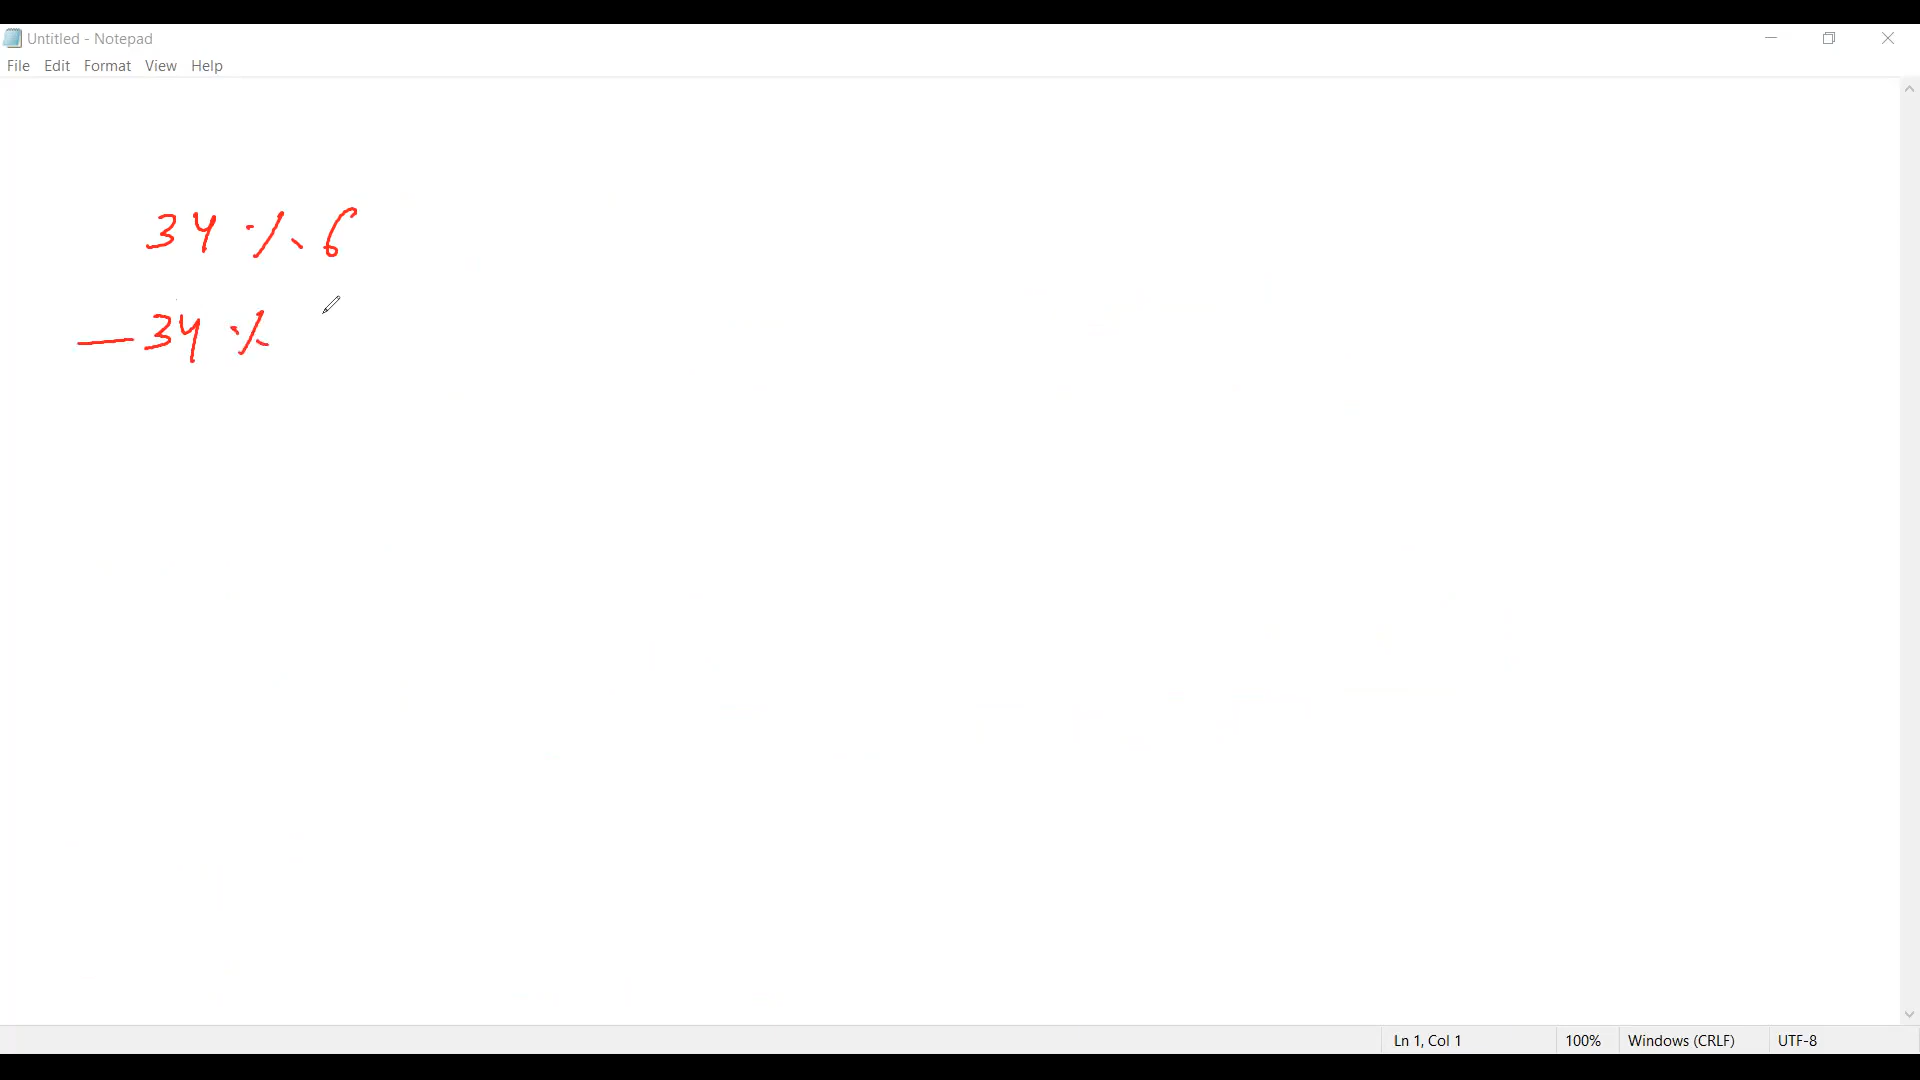 Untitled - Notepad
File Edit Format View Help
34 % 6
—34 %
Ln 1, Col 1 100% Windows (CRLF) UTF-8